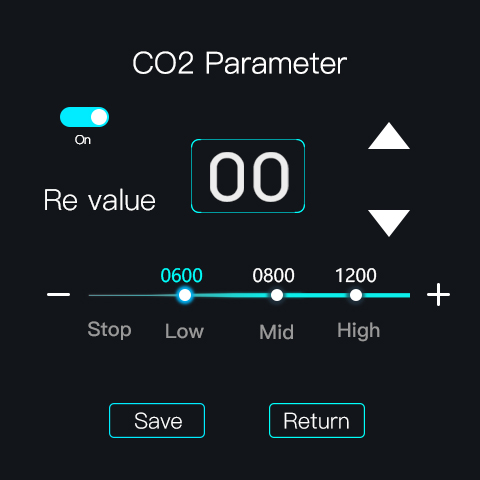 CO2 Parameter
On
Re value
00
0600 0800 1200
Stop Low Mid High
Save Return